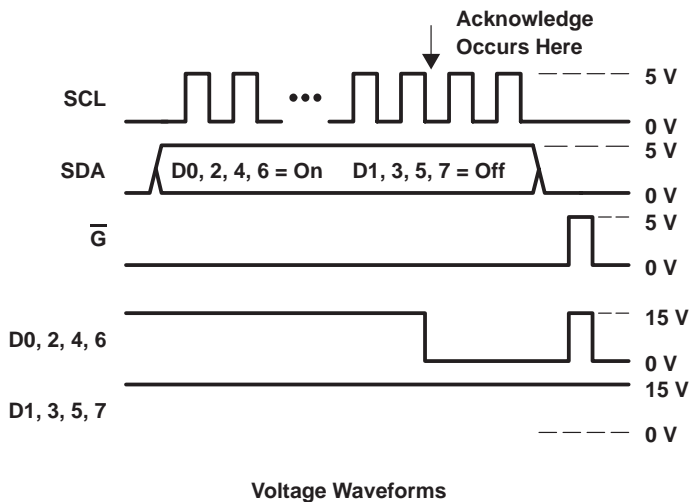 Acknowledge
Occurs Here
SCL
•••
5 V
0 V
SDA
D0, 2, 4, 6 = On D1, 3, 5, 7 = Off
5 V
0 V
G̅
5 V
0 V
D0, 2, 4, 6
15 V
0 V
D1, 3, 5, 7
15 V
0 V
Voltage Waveforms